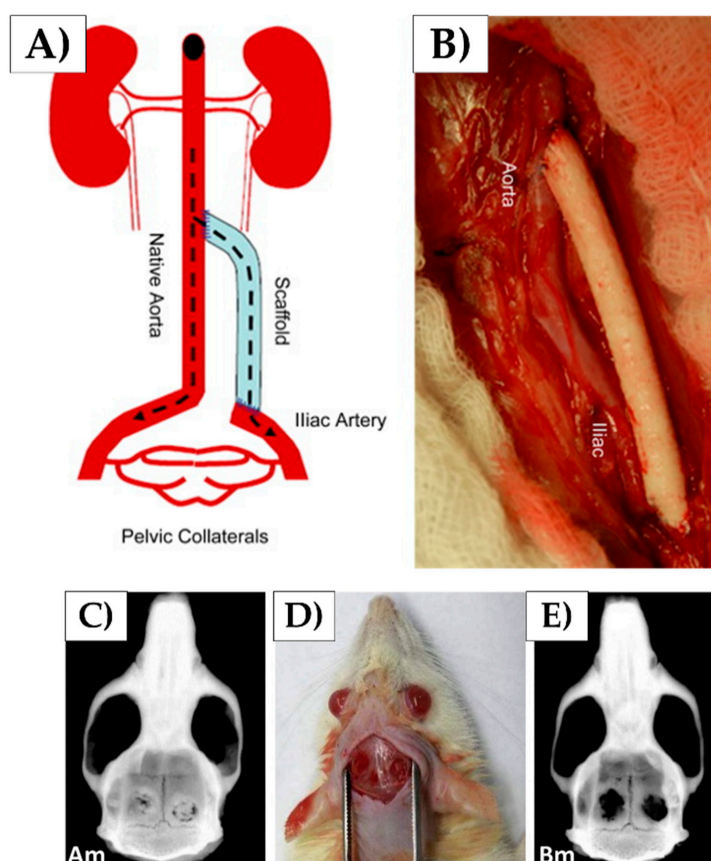 A)
B)
Native Aorta
Scaffold
Iliac Artery
Pelvic Collaterals
Aorta
Iliac
C)
D)
E)
Am
Bm